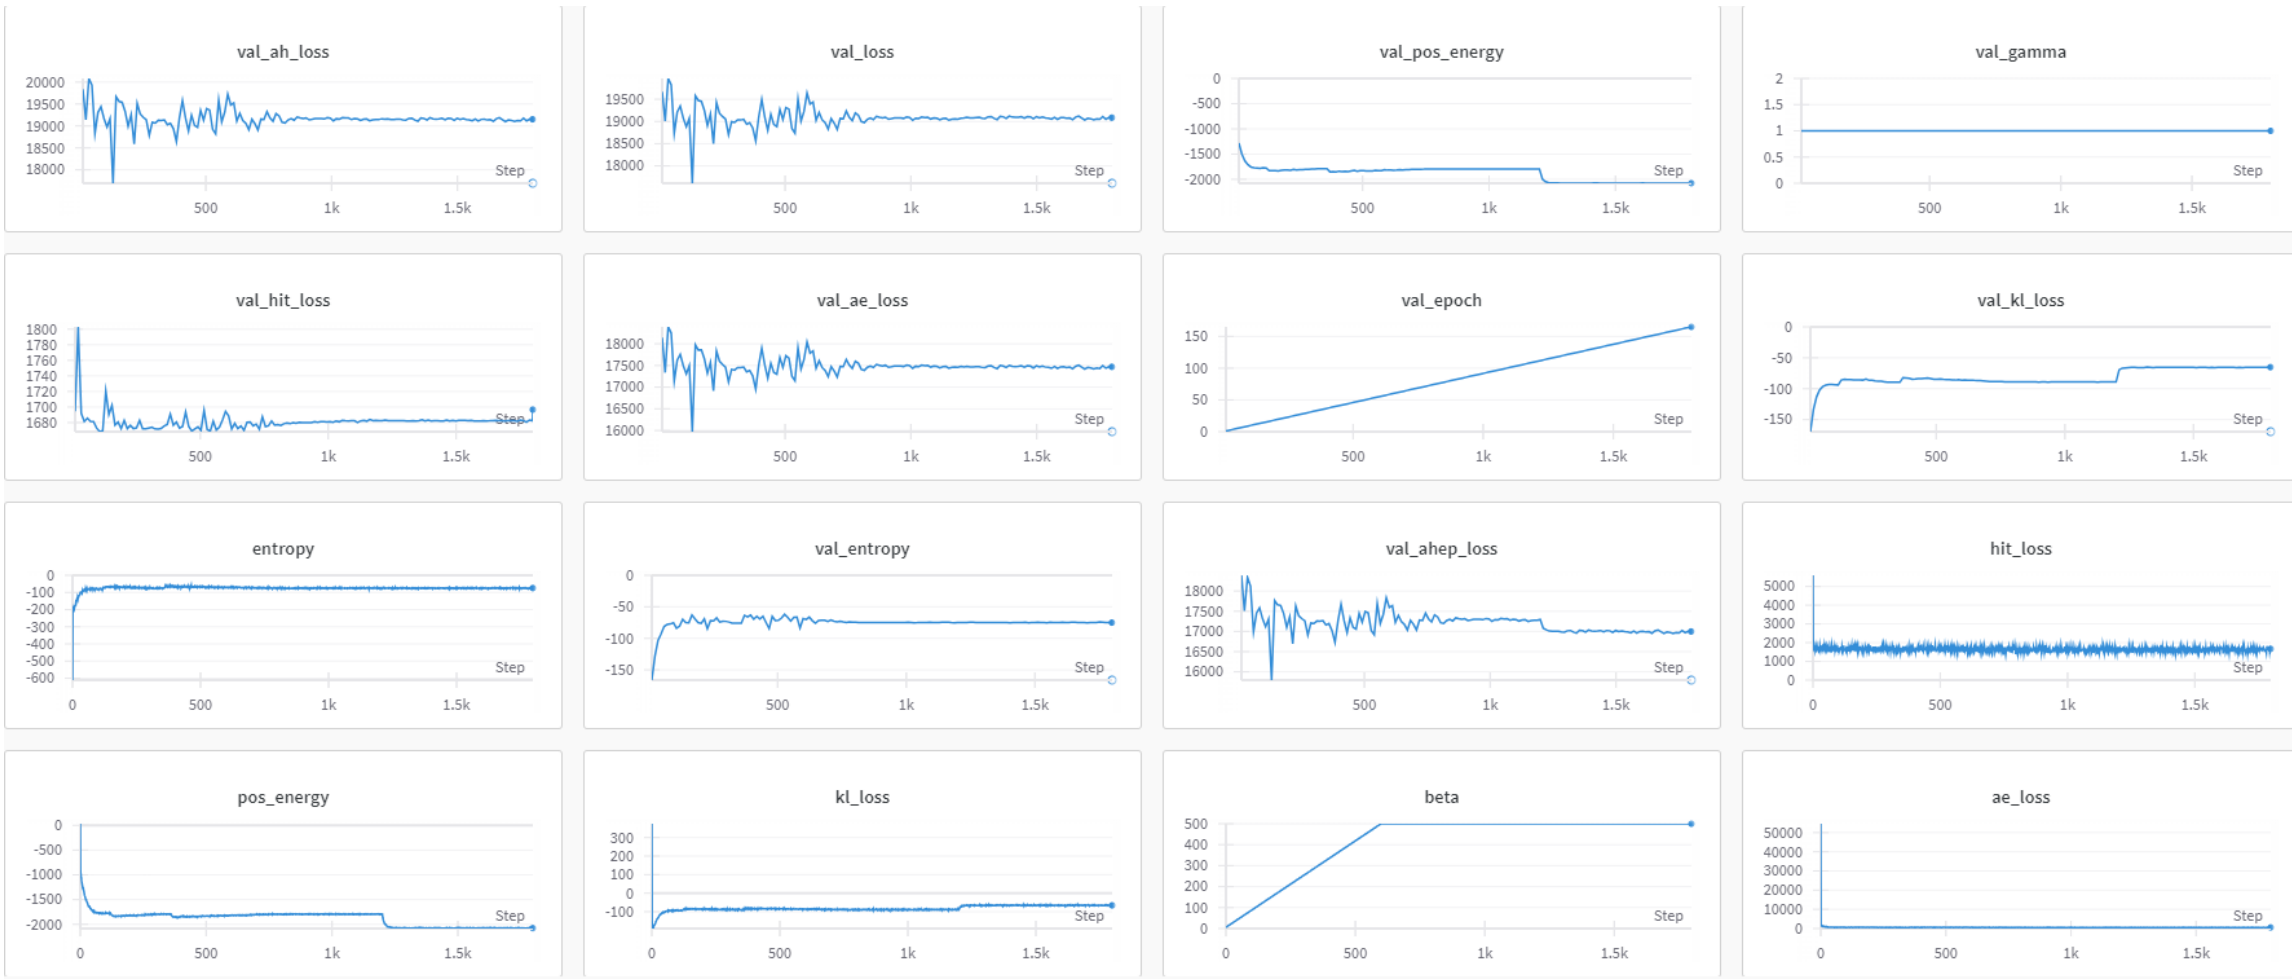 val_ah_loss
20000
19500
19000
18500
18000
Step
500 1k 1.5k
val_loss
19500
19000
18500
18000
Step
500 1k 1.5k
val_pos_energy
0
-500
-1000
-1500
-2000
Step
500 1k 1.5k
val_gamma
2
1.5
1
0.5
0
Step
500 1k 1.5k
val_hit_loss
1800
1780
1760
1740
1720
1700
1680
Step
500 1k 1.5k
val_ae_loss
18000
17500
17000
16500
16000
Step
500 1k 1.5k
val_epoch
150
100
50
0
Step
500 1k 1.5k
val_kl_loss
0
-50
-100
-150
Step
500 1k 1.5k
entropy
0
-100
-200
-300
-400
-500
-600
Step
0 500 1k 1.5k
val_entropy
0
-50
-100
-150
Step
500 1k 1.5k
val_ahep_loss
18000
17500
17000
16500
16000
Step
500 1k 1.5k
hit_loss
5000
4000
3000
2000
1000
0
Step
0 500 1k 1.5k
pos_energy
0
-500
-1000
-1500
-2000
Step
0 500 1k 1.5k
kl_loss
300
200
100
0
-100
Step
0 500 1k 1.5k
beta
500
400
300
200
100
0
Step
0 500 1k 1.5k
ae_loss
50000
40000
30000
20000
10000
0
Step
0 500 1k 1.5k